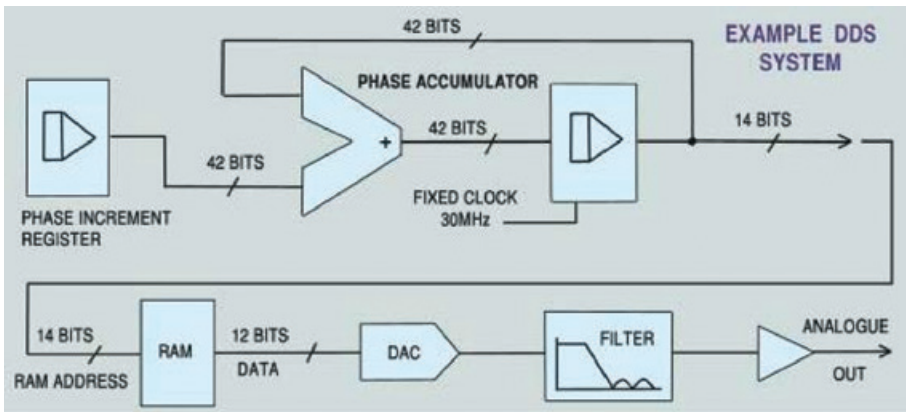 42 BITS
EXAMPLE DDS
SYSTEM
PHASE ACCUMULATOR
+
42 BITS
14 BITS
42 BITS
FIXED CLOCK
30MHz
PHASE INCREMENT
REGISTER
14 BITS
RAM ADDRESS
RAM
12 BITS
DATA
DAC
FILTER
ANALOGUE
OUT